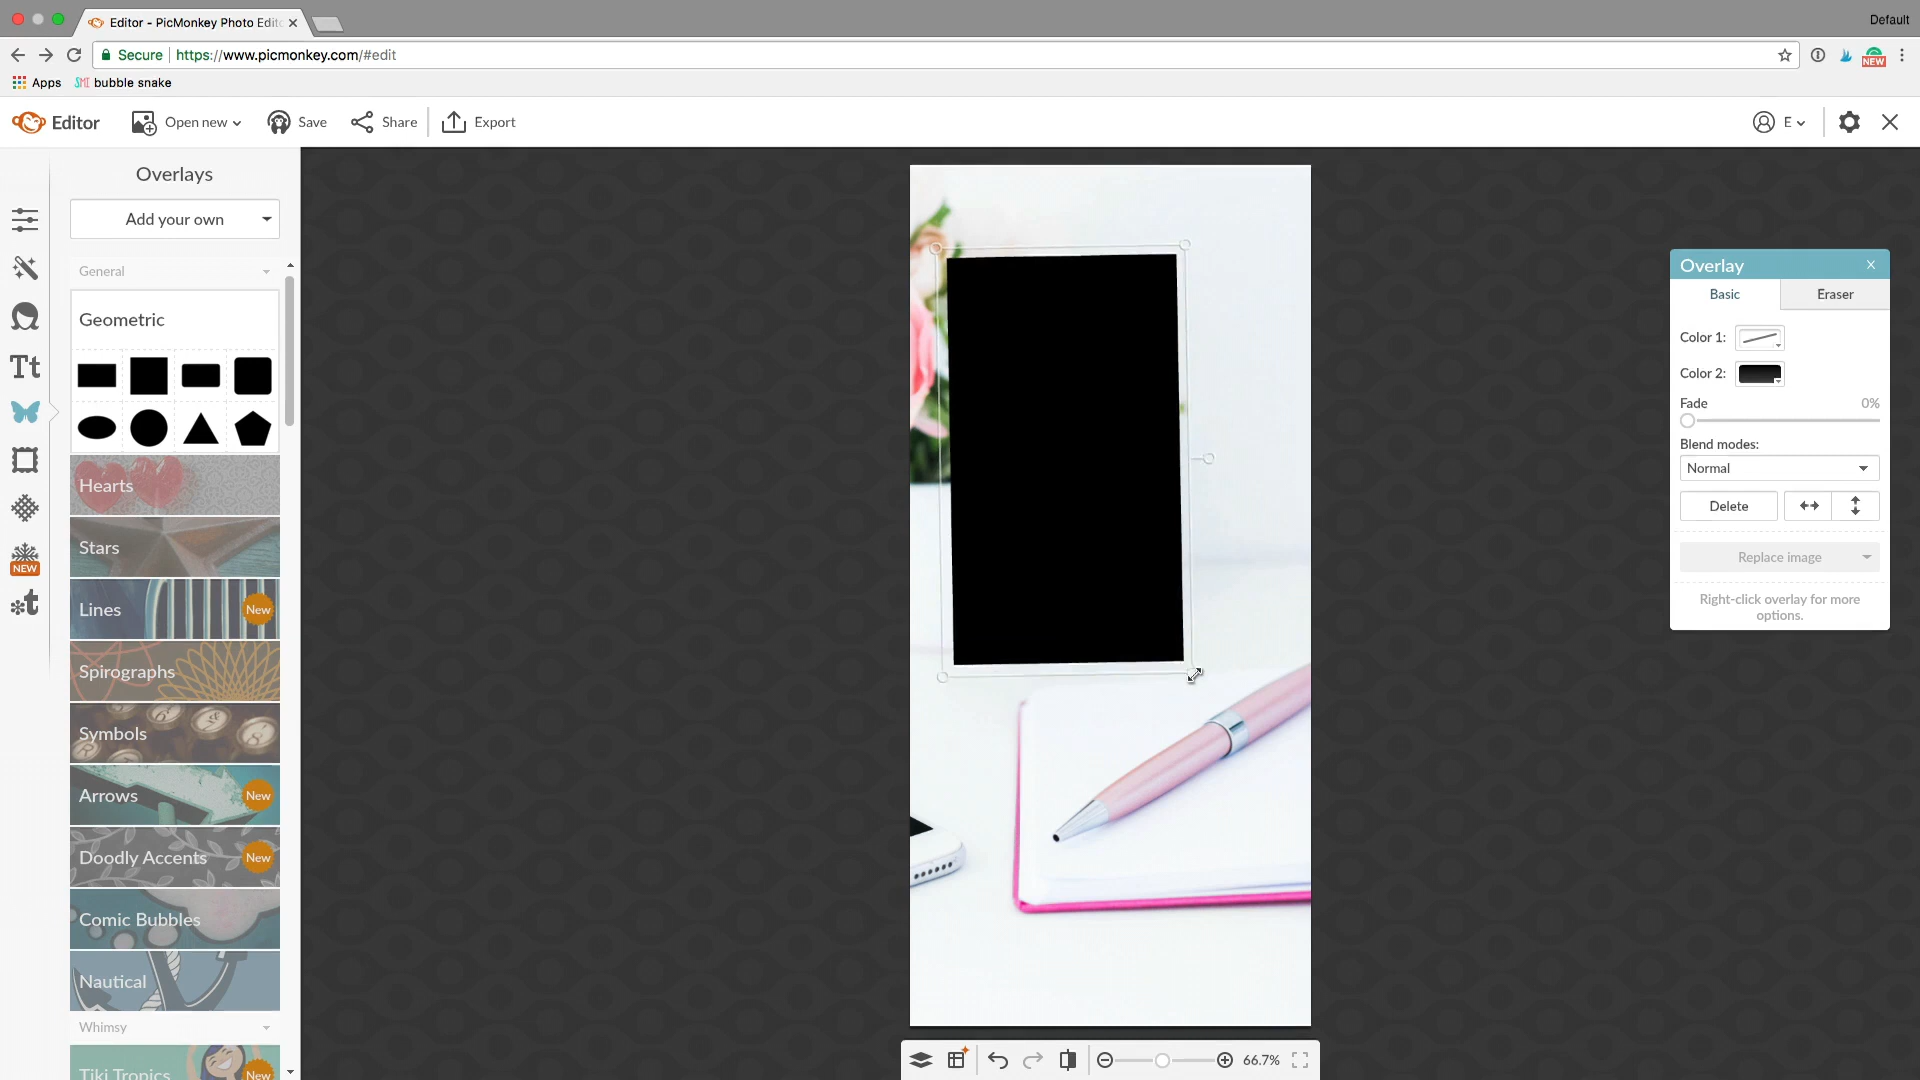 Default
Editor - PicMonkey Photo Edit
Secure https://www.picmonkey.com/#edit
NEW
Apps SMT bubble snake
Editor Open new Save Share Export E
Overlays
Add your own
General
Geometric
Hearts
Stars
Lines New
Spirographs
Symbols
Arrows New
Doodly Accents New
Comic Bubbles
Nautical
Whimsy
Tiki Tropics New
Tt
NEW
t
Overlay
Basic Eraser
Color 1:
Color 2:
Fade 0%
Blend modes:
Normal
Delete
Replace image
Right-click overlay for more
options.
66.7%